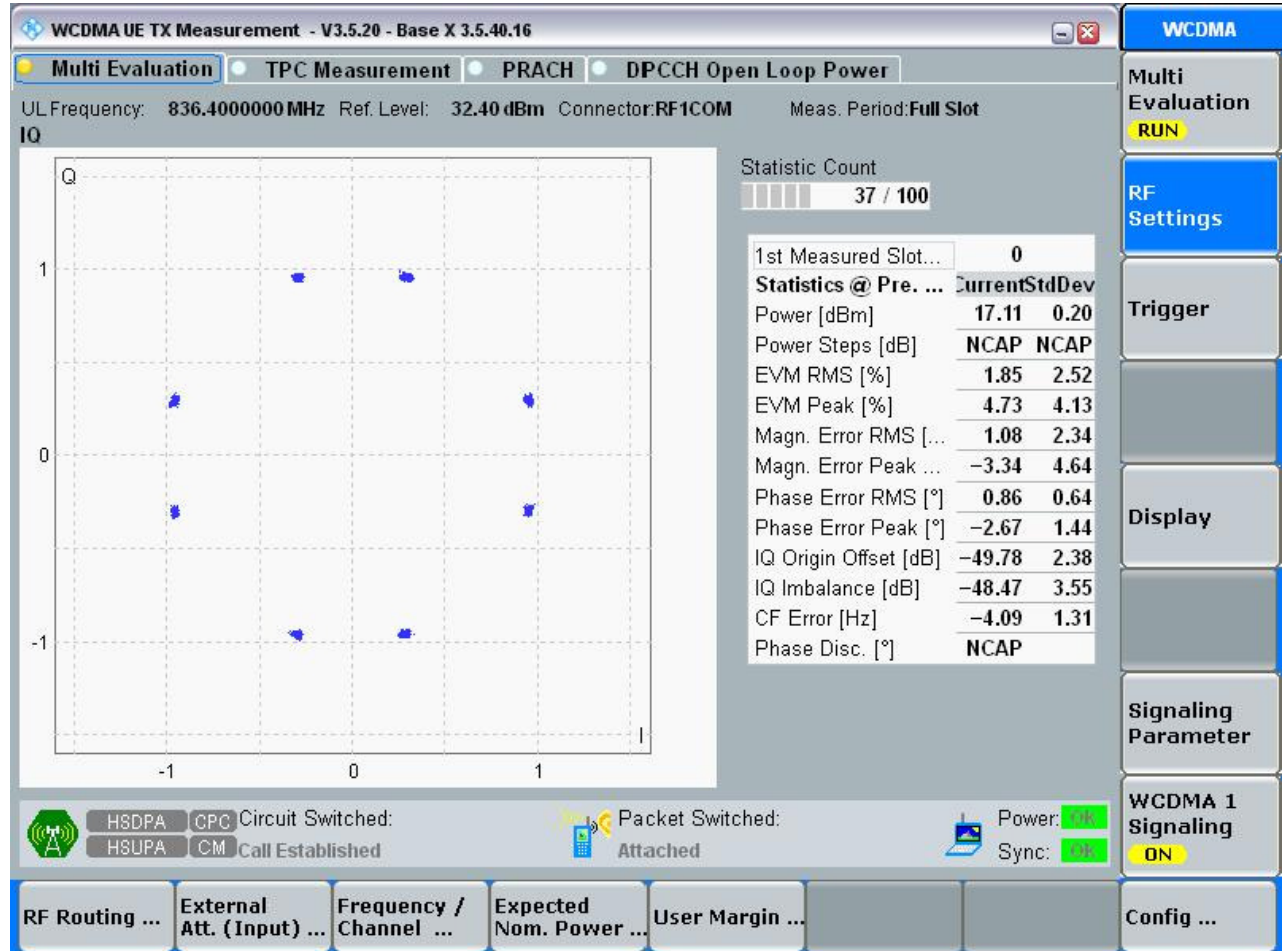 WCDMA UE TX Measurement - V3.5.20 - Base X 3.5.40.16
Multi Evaluation TPC Measurement PRACH DPCCH Open Loop Power
UL Frequency: 836.4000000 MHz Ref. Level: 32.40 dBm Connector:RF1COM Meas. Period:Full Slot
IQ
Q
1
0
-1
I
-1 0 1
Statistic Count
37 / 100
1st Measured Slot... 0
Statistics @ Pre. ... Current StdDev
Power [dBm] 17.11 0.20
Power Steps [dB] NCAP NCAP
EVM RMS [%] 1.85 2.52
EVM Peak [%] 4.73 4.13
Magn. Error RMS [... 1.08 2.34
Magn. Error Peak ... −3.34 4.64
Phase Error RMS [°] 0.86 0.64
Phase Error Peak [°] −2.67 1.44
IQ Origin Offset [dB] −49.78 2.38
IQ Imbalance [dB] −48.47 3.55
CF Error [Hz] −4.09 1.31
Phase Disc. [°] NCAP
HSDPA CPC Circuit Switched: Packet Switched: Power: OK
HSUPA CM Call Established Attached Sync: OK
RF Routing ...
External
Att. (Input) ...
Frequency /
Channel ...
Expected
Nom. Power ...
User Margin ...
WCDMA
Multi
Evaluation
RUN
RF
Settings
Trigger
Display
Signaling
Parameter
WCDMA 1
Signaling
ON
Config ...